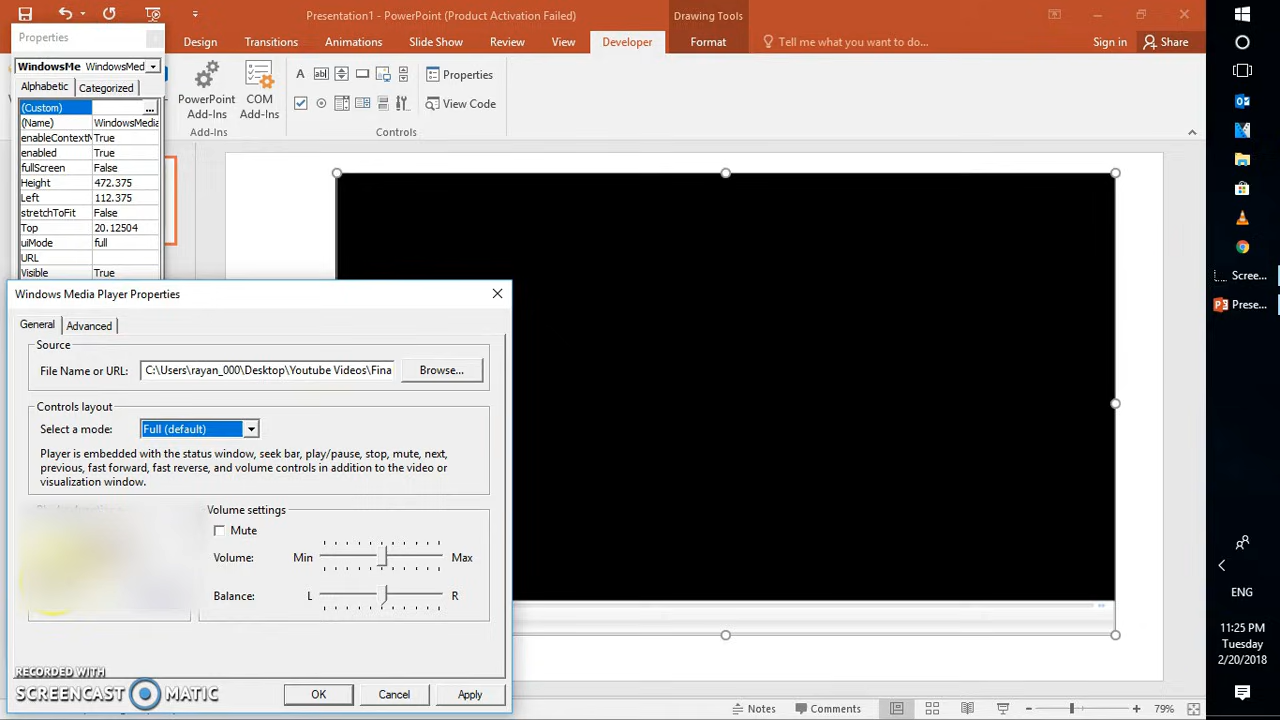 Presentation1 - PowerPoint (Product Activation Failed)
Drawing Tools
Properties
Design
Transitions
Animations
Slide Show
Review
View
Developer
Format
Tell me what you want to do...
Sign in
Share
WindowsMe WindowsMed
Alphabetic
Categorized
(Custom) ...
(Name) WindowsMedia
enableContextM True
enabled True
fullScreen False
Height 472.375
Left 112.375
stretchToFit False
Top 20.12504
uiMode full
URL
Visible True
PowerPoint
Add-Ins
COM
Add-Ins
Add-Ins
Properties
View Code
Controls
Windows Media Player Properties
General
Advanced
Source
File Name or URL: C:\Users\rayan_000\Desktop\Youtube Videos\Fina
Browse...
Controls layout
Select a mode: Full (default)
Player is embedded with the status window, seek bar, play/pause, stop, mute, next,
previous, fast forward, fast reverse, and volume controls in addition to the video or
visualization window.
Volume settings
Mute
Volume: Min Max
Balance: L R
RECORDED WITH
SCREENCAST MATIC
OK
Cancel
Apply
Notes
Comments
79%
Scree...
Prese...
ENG
11:25 PM
Tuesday
2/20/2018